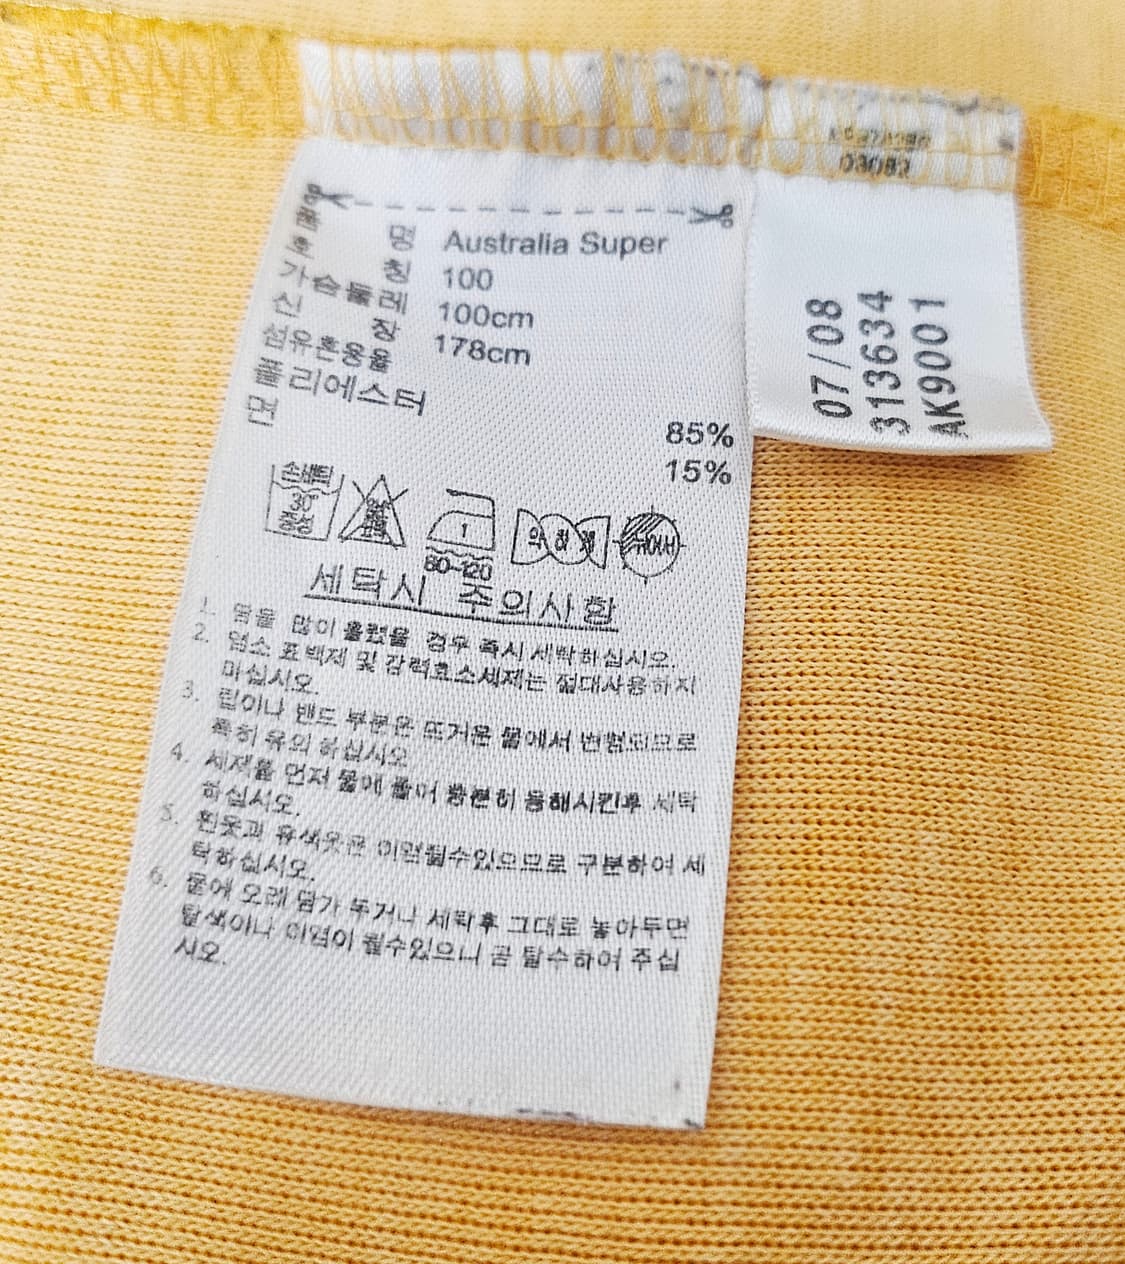 품 명 Australia Super
호 칭 100
가슴둘레 100cm
신 장 178cm
섬유혼용율
폴리에스터 85%
면 15%
손세탁
30°
중성
1
80~120
약하게
세탁시 주의사항
1. 땀을 많이 흘렸을 경우 즉시 세탁하십시오.
2. 염소 표백제 및 강력효소세제는 절대사용하지
마십시오.
3. 립이나 밴드 부분은 뜨거운 물에서 변형되므로
특히 유의 하십시오
4. 세제를 먼저 물에 풀어 충분히 용해시킨후 세탁
하십시오.
5. 흰옷과 유색옷은 이염될수있으므로 구분하여 세
탁하십시오.
6. 물에 오래 담가 두거나 세탁후 그대로 놓아두면
탈색이나 이염이 될수있으니 곧 탈수하여 주십
시오.
03082
07/08
313634
AK9001